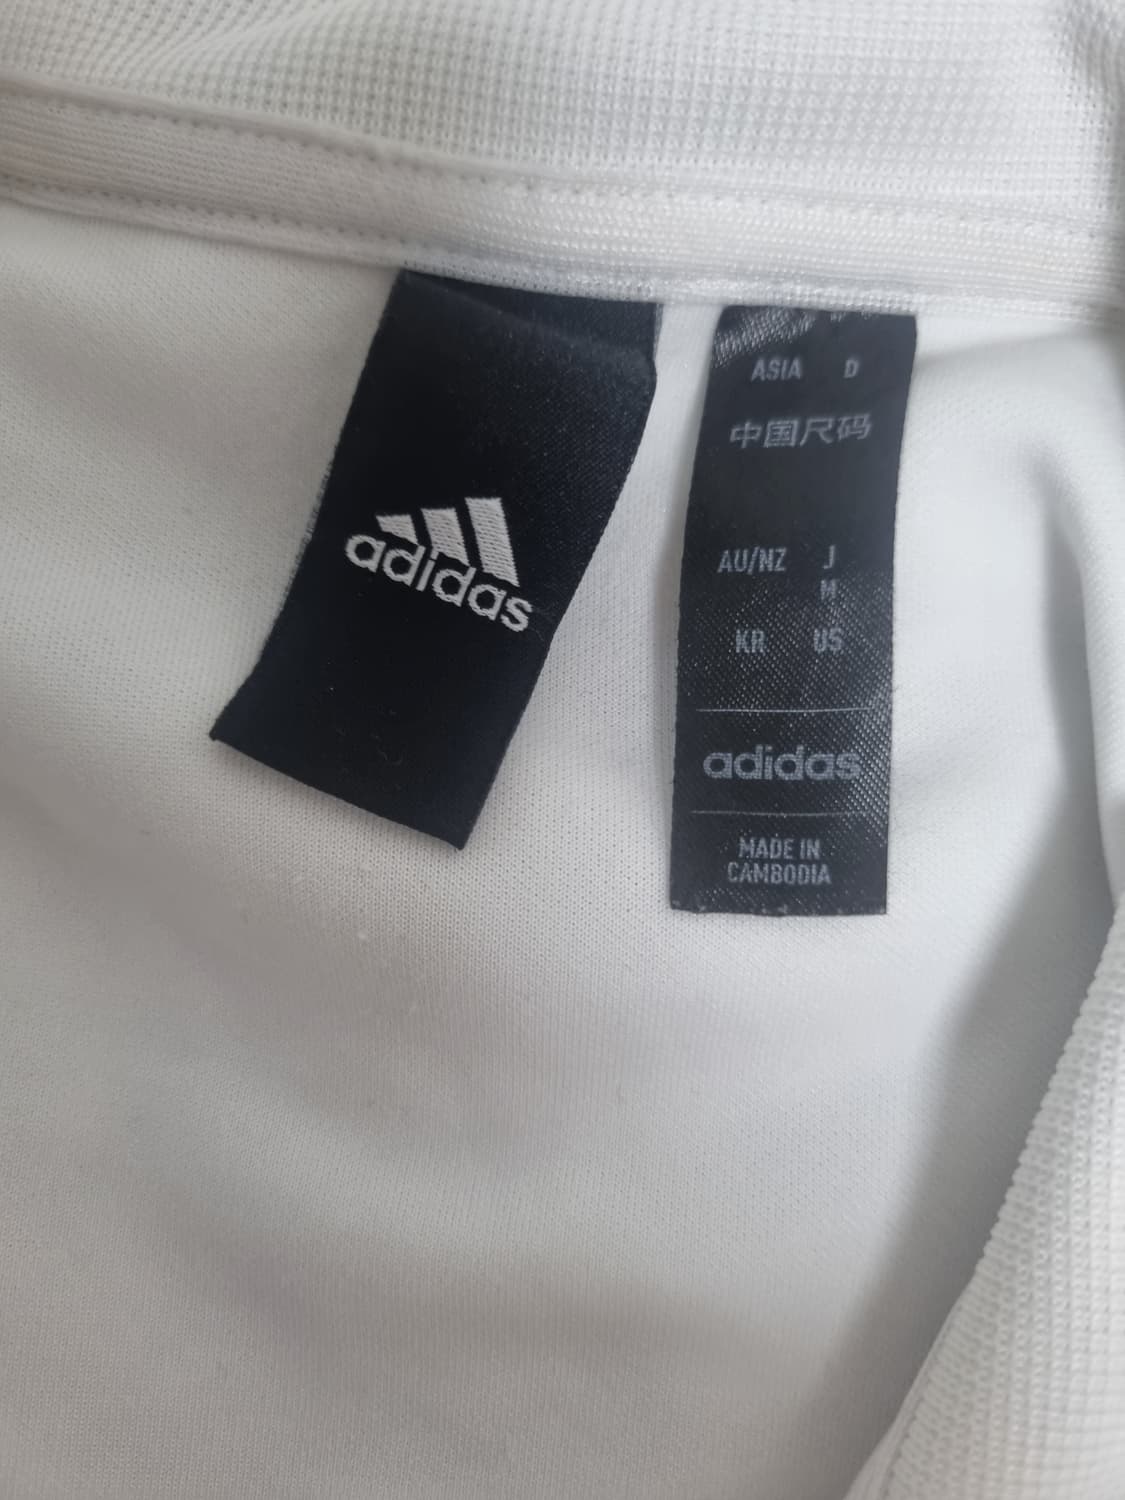 adidas
ASIA D
中国尺码
AU/NZ J
M
KR US
adidas
MADE IN
CAMBODIA